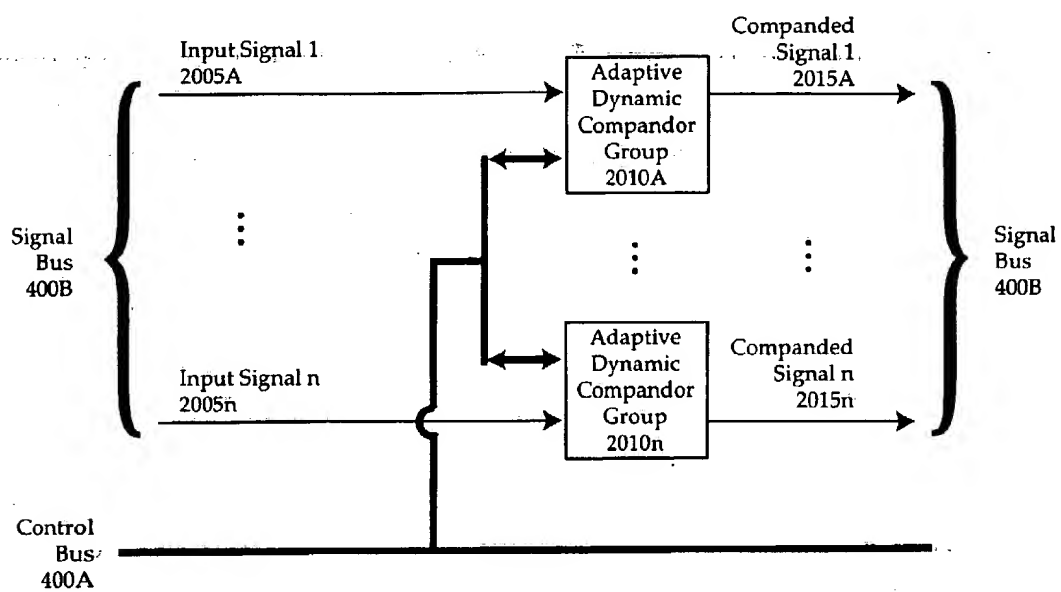 Input Signal 1
2005A
Adaptive
Dynamic
Compandor
Group
2010A
Companded
Signal 1
2015A
Signal
Bus
400B
Signal
Bus
400B
Input Signal n
2005n
Adaptive
Dynamic
Compandor
Group
2010n
Companded
Signal n
2015n
Control
Bus
400A